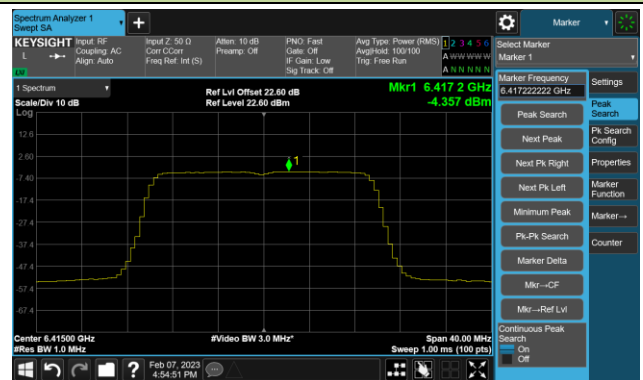 Spectrum Analyzer 1
Swept SA
Marker
KEYSIGHT
L
LW
Input: RF
Coupling: AC
Align: Auto
Input Z: 50 Ω
Corr CCorr
Freq Ref: Int (S)
Atten: 10 dB
Preamp: Off
PNO: Fast
Gate: Off
IF Gain: Low
Sig Track: Off
Avg Type: Power (RMS)
Avg|Hold: 100/100
Trig: Free Run
1 2 3 4 5 6
A W W W W W
A N N N N N
1 Spectrum
Scale/Div 10 dB
Log
Ref Lvl Offset 22.60 dB
Ref Level 22.60 dBm
Mkr1 6.417 2 GHz
-4.357 dBm
12.6
2.60
-7.40
-17.4
-27.4
-37.4
-47.4
-57.4
-67.4
1
Center 6.41500 GHz
#Res BW 1.0 MHz
#Video BW 3.0 MHz*
Span 40.00 MHz
Sweep 1.00 ms (100 pts)
Select Marker
Marker 1
Marker Frequency
6.417222222 GHz
Peak Search
Next Peak
Next Pk Right
Next Pk Left
Minimum Peak
Pk-Pk Search
Marker Delta
Mkr→CF
Mkr→Ref Lvl
Continuous Peak
Search
On
Off
Settings
Peak
Search
Pk Search
Config
Properties
Marker
Function
Marker→
Counter
Feb 07, 2023
4:54:51 PM